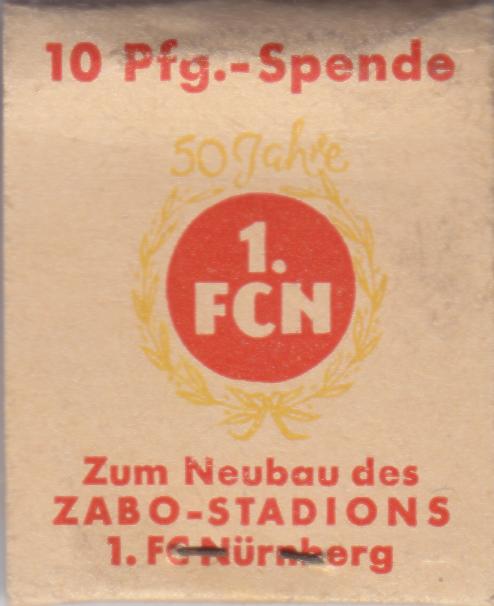 10 Pfg.-Spende
50 Jahre
1.
FCN
Zum Neubau des
ZABO-STADIONS
1. FC Nürnberg